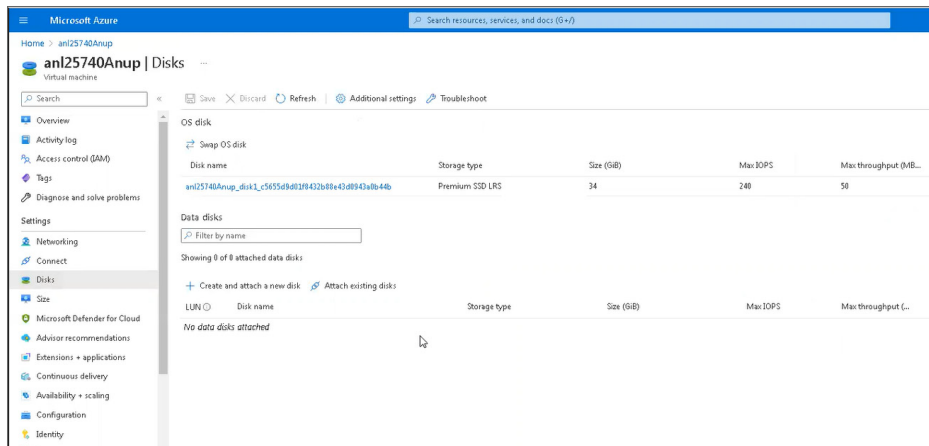 Microsoft Azure
Search resources, services, and docs (G+/)
Home > anl25740Anup
anl25740Anup | Disks ...
Virtual machine
Search
«
Save Discard Refresh Additional settings Troubleshoot
Overview
Activity log
Access control (IAM)
Tags
Diagnose and solve problems
Settings
Networking
Connect
Disks
Size
Microsoft Defender for Cloud
Advisor recommendations
Extensions + applications
Continuous delivery
Availability + scaling
Configuration
Identity
OS disk
Swap OS disk
Disk name Storage type Size (GiB) Max IOPS Max throughput (MB...
anl25740Anup_disk1_c5655d9d01f8432b88e43d0943a0b44b Premium SSD LRS 34 240 50
Data disks
Filter by name
Showing 0 of 0 attached data disks
+ Create and attach a new disk Attach existing disks
LUN Disk name Storage type Size (GiB) Max IOPS Max throughput (...
No data disks attached